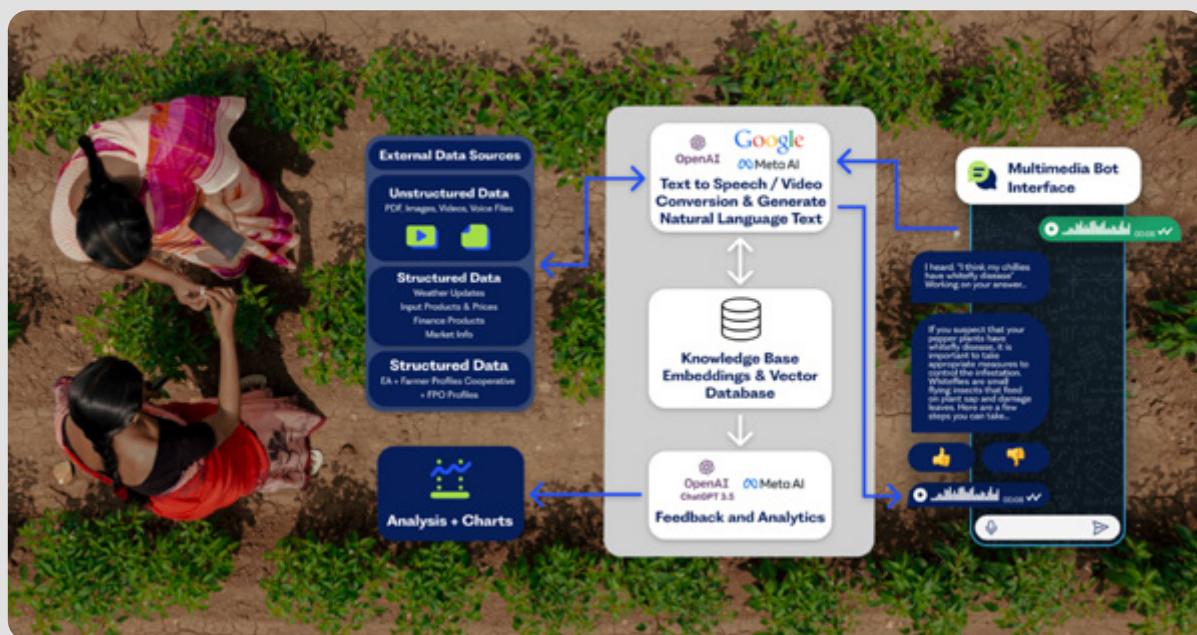 External Data Sources
Unstructured Data
PDF, Images, Videos, Voice Files
Structured Data
Weather Updates
Input Products & Prices
Finance Products
Market Info
Structured Data
EA + Farmer Profiles Cooperative
+ FPO Profiles
Analysis + Charts
Google
OpenAI
Meta AI
Text to Speech / Video
Conversion & Generate
Natural Language Text
Knowledge Base
Embeddings & Vector
Database
OpenAI
ChatGPT 3.5
Meta AI
Feedback and Analytics
Multimedia Bot
Interface
00:08
I heard, "I think my chillies
have whitefly disease"
Working on your answer...
If you suspect that your
pepper plants have
whitefly disease, it is
important to take
appropriate measures to
control the infestation.
Whiteflies are small
flying insects that feed
on plant sap and damage
leaves. Here are a few
steps you can take...
00:08